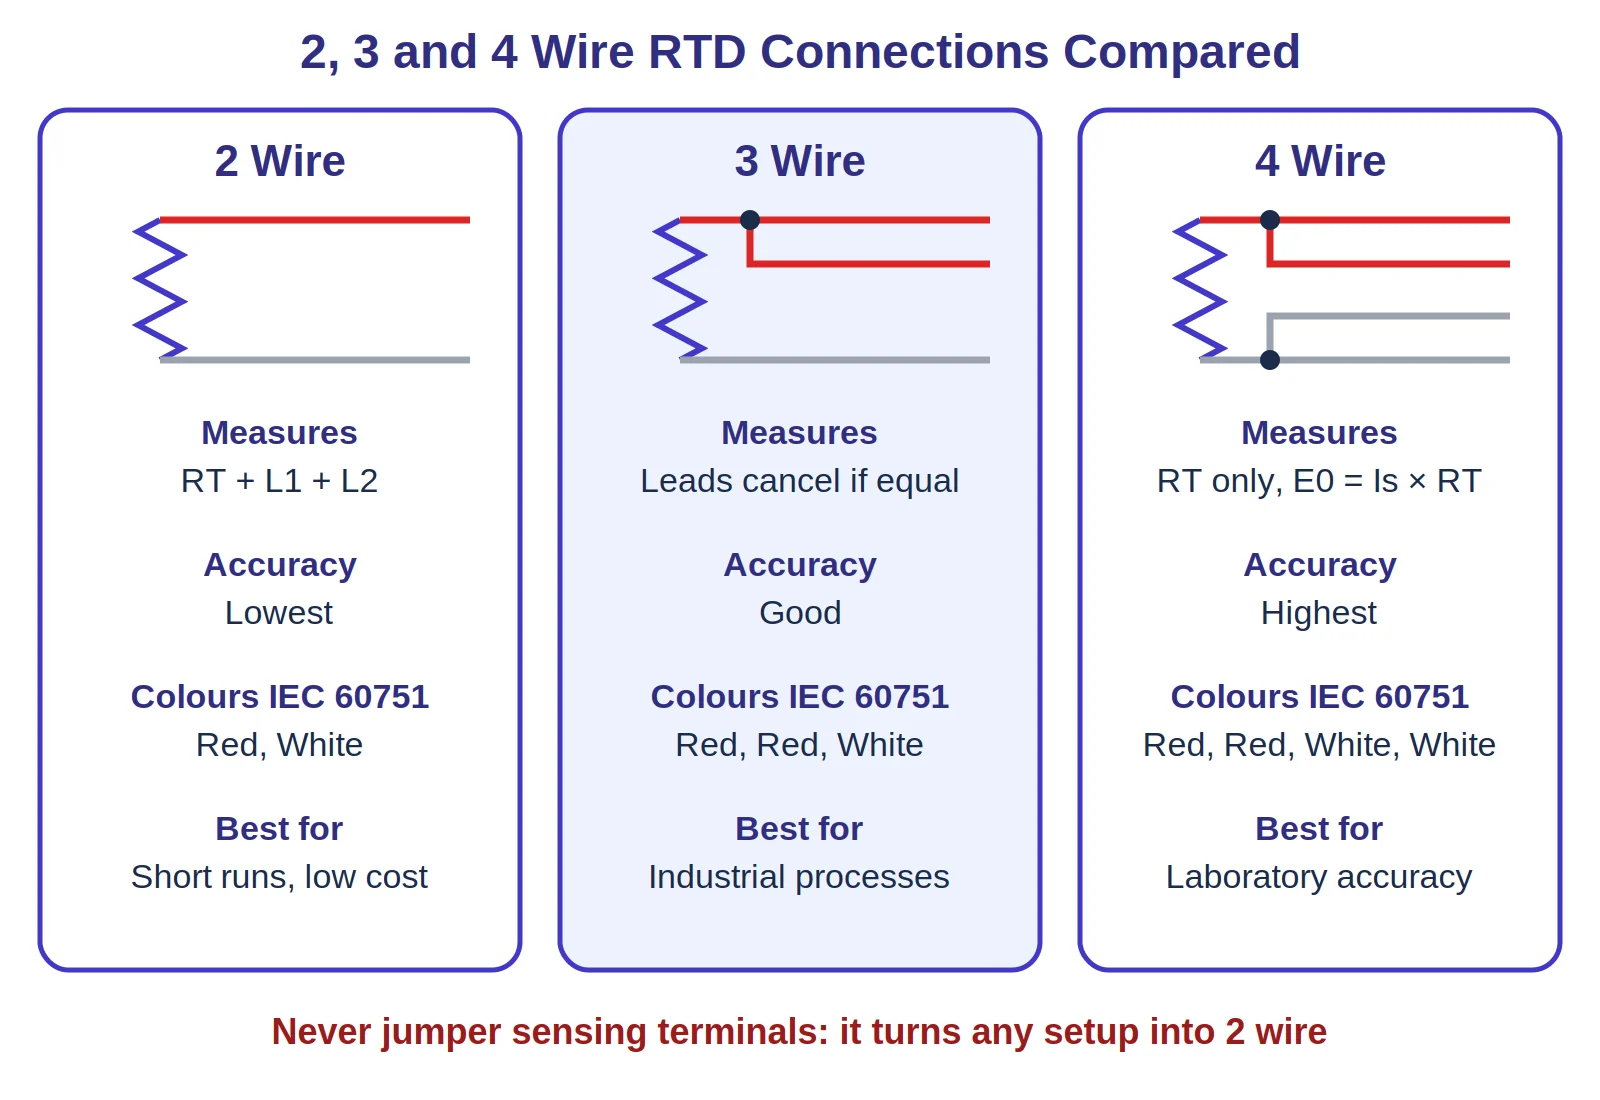 2, 3 and 4 Wire RTD Connections Compared
2 Wire
Measures
RT + L1 + L2
Accuracy
Lowest
Colours IEC 60751
Red, White
Best for
Short runs, low cost
3 Wire
Measures
Leads cancel if equal
Accuracy
Good
Colours IEC 60751
Red, Red, White
Best for
Industrial processes
4 Wire
Measures
RT only, E0 = Is × RT
Accuracy
Highest
Colours IEC 60751
Red, Red, White, White
Best for
Laboratory accuracy
Never jumper sensing terminals: it turns any setup into 2 wire